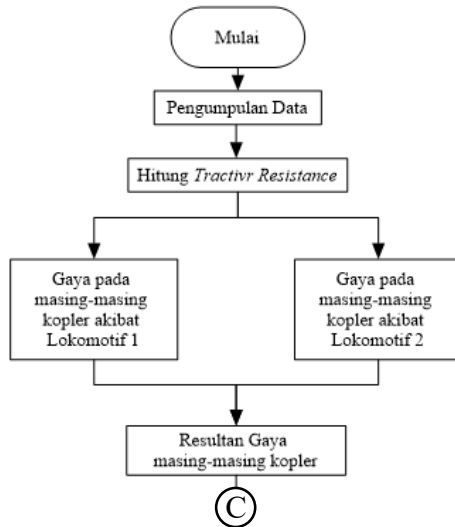 Mulai
Pengumpulan Data
Hitung Tractivr Resistance
Gaya pada
masing-masing
kopler akibat
Lokomotif 1
Gaya pada
masing-masing
kopler akibat
Lokomotif 2
Resultan Gaya
masing-masing kopler
C